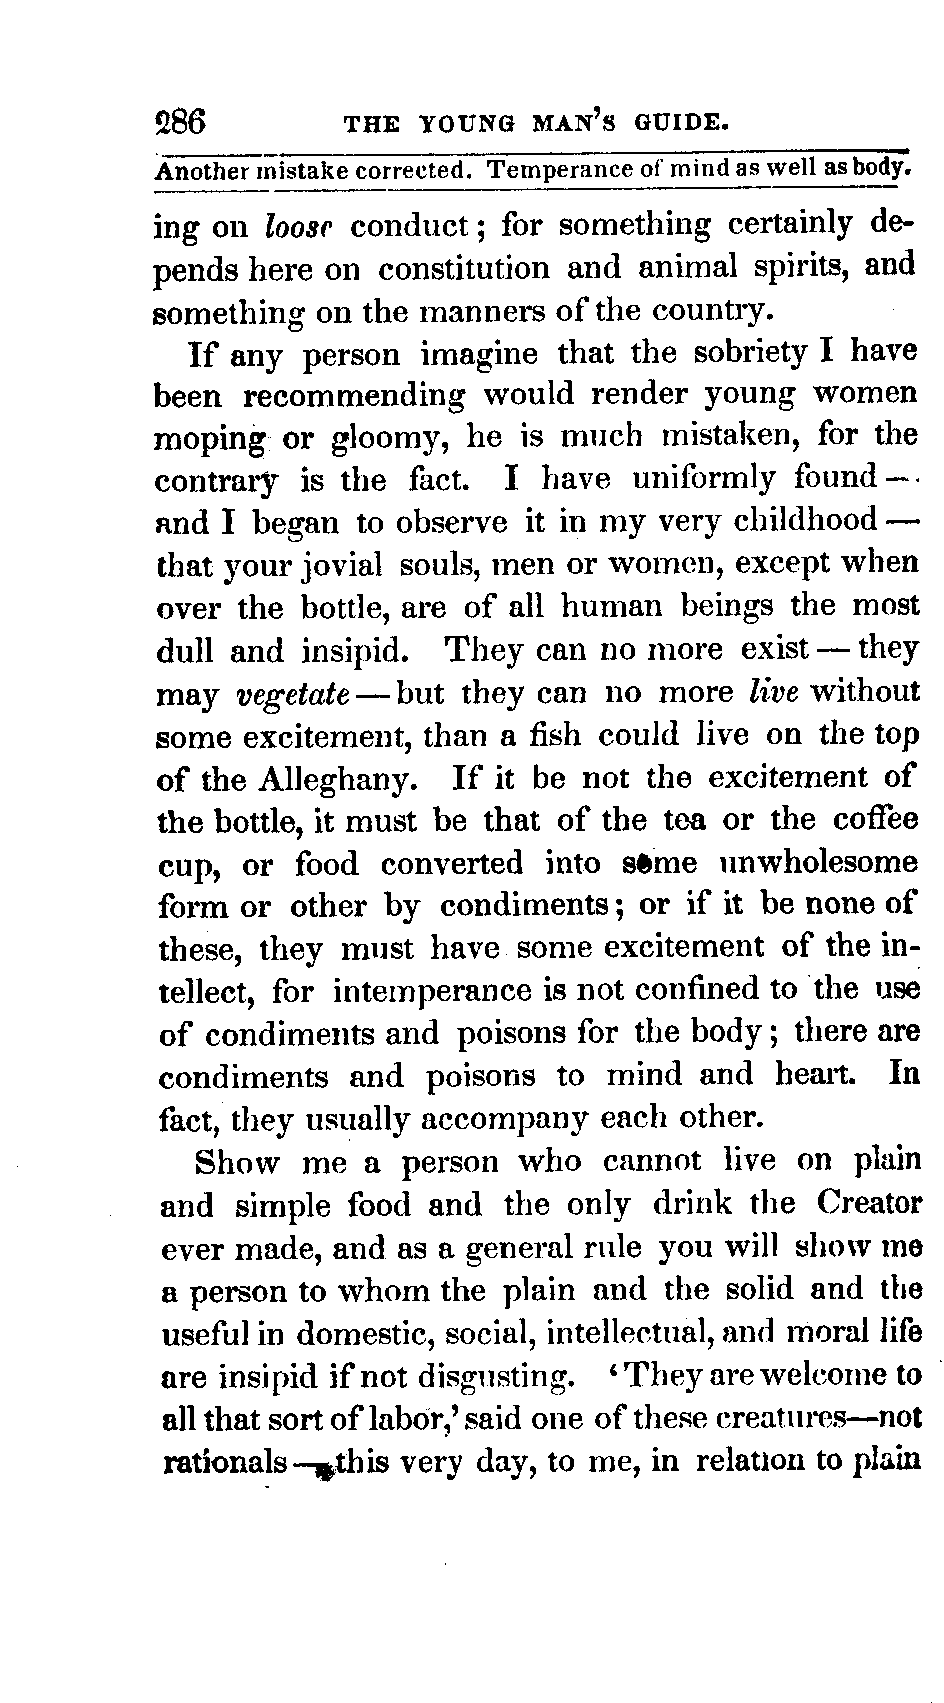 286 THE YOUNG MAN'S GUIDE.
Another mistake corrected. Temperance of mind as well as body.
ing on loose conduct; for something certainly de-
pends here on constitution and animal spirits, and
something on the manners of the country.
If any person imagine that the sobriety I have
been recommending would render young women
moping or gloomy, he is much mistaken, for the
contrary is the fact. I have uniformly found —
and I began to observe it in my very childhood —
that your jovial souls, men or women, except when
over the bottle, are of all human beings the most
dull and insipid. They can no more exist — they
may vegetate — but they can no more live without
some excitement, than a fish could live on the top
of the Alleghany. If it be not the excitement of
the bottle, it must be that of the tea or the coffee
cup, or food converted into some unwholesome
form or other by condiments; or if it be none of
these, they must have some excitement of the in-
tellect, for intemperance is not confined to the use
of condiments and poisons for the body; there are
condiments and poisons to mind and heart. In
fact, they usually accompany each other.
Show me a person who cannot live on plain
and simple food and the only drink the Creator
ever made, and as a general rule you will show me
a person to whom the plain and the solid and the
useful in domestic, social, intellectual, and moral life
are insipid if not disgusting. 'They are welcome to
all that sort of labor,' said one of these creatures—not
rationals—this very day, to me, in relation to plain